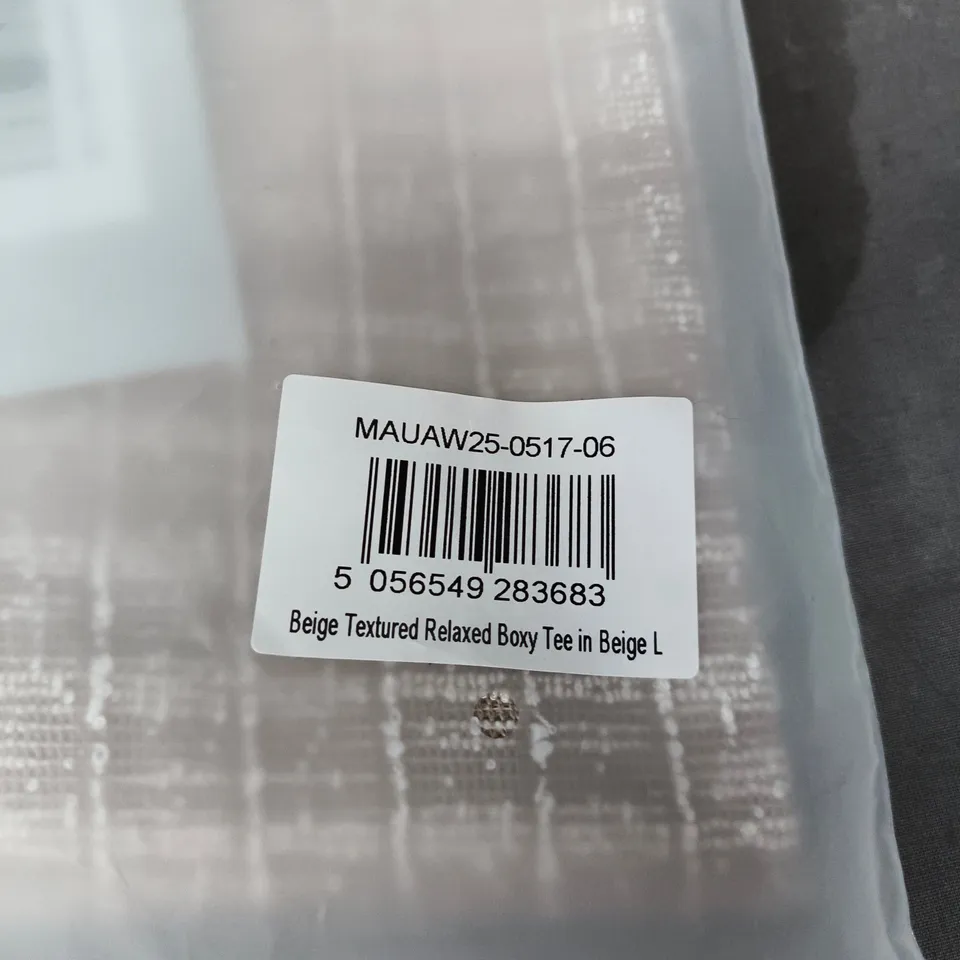 MAUAW25-0517-06
5 056549 283683
Beige Textured Relaxed Boxy Tee in Beige L